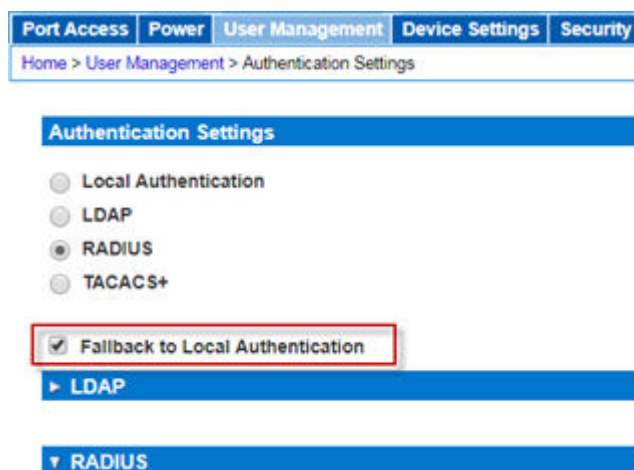 Port Access Power User Management Device Settings Security
Home > User Management > Authentication Settings
Authentication Settings
Local Authentication
LDAP
RADIUS
TACACS+
Fallback to Local Authentication
► LDAP
▼ RADIUS